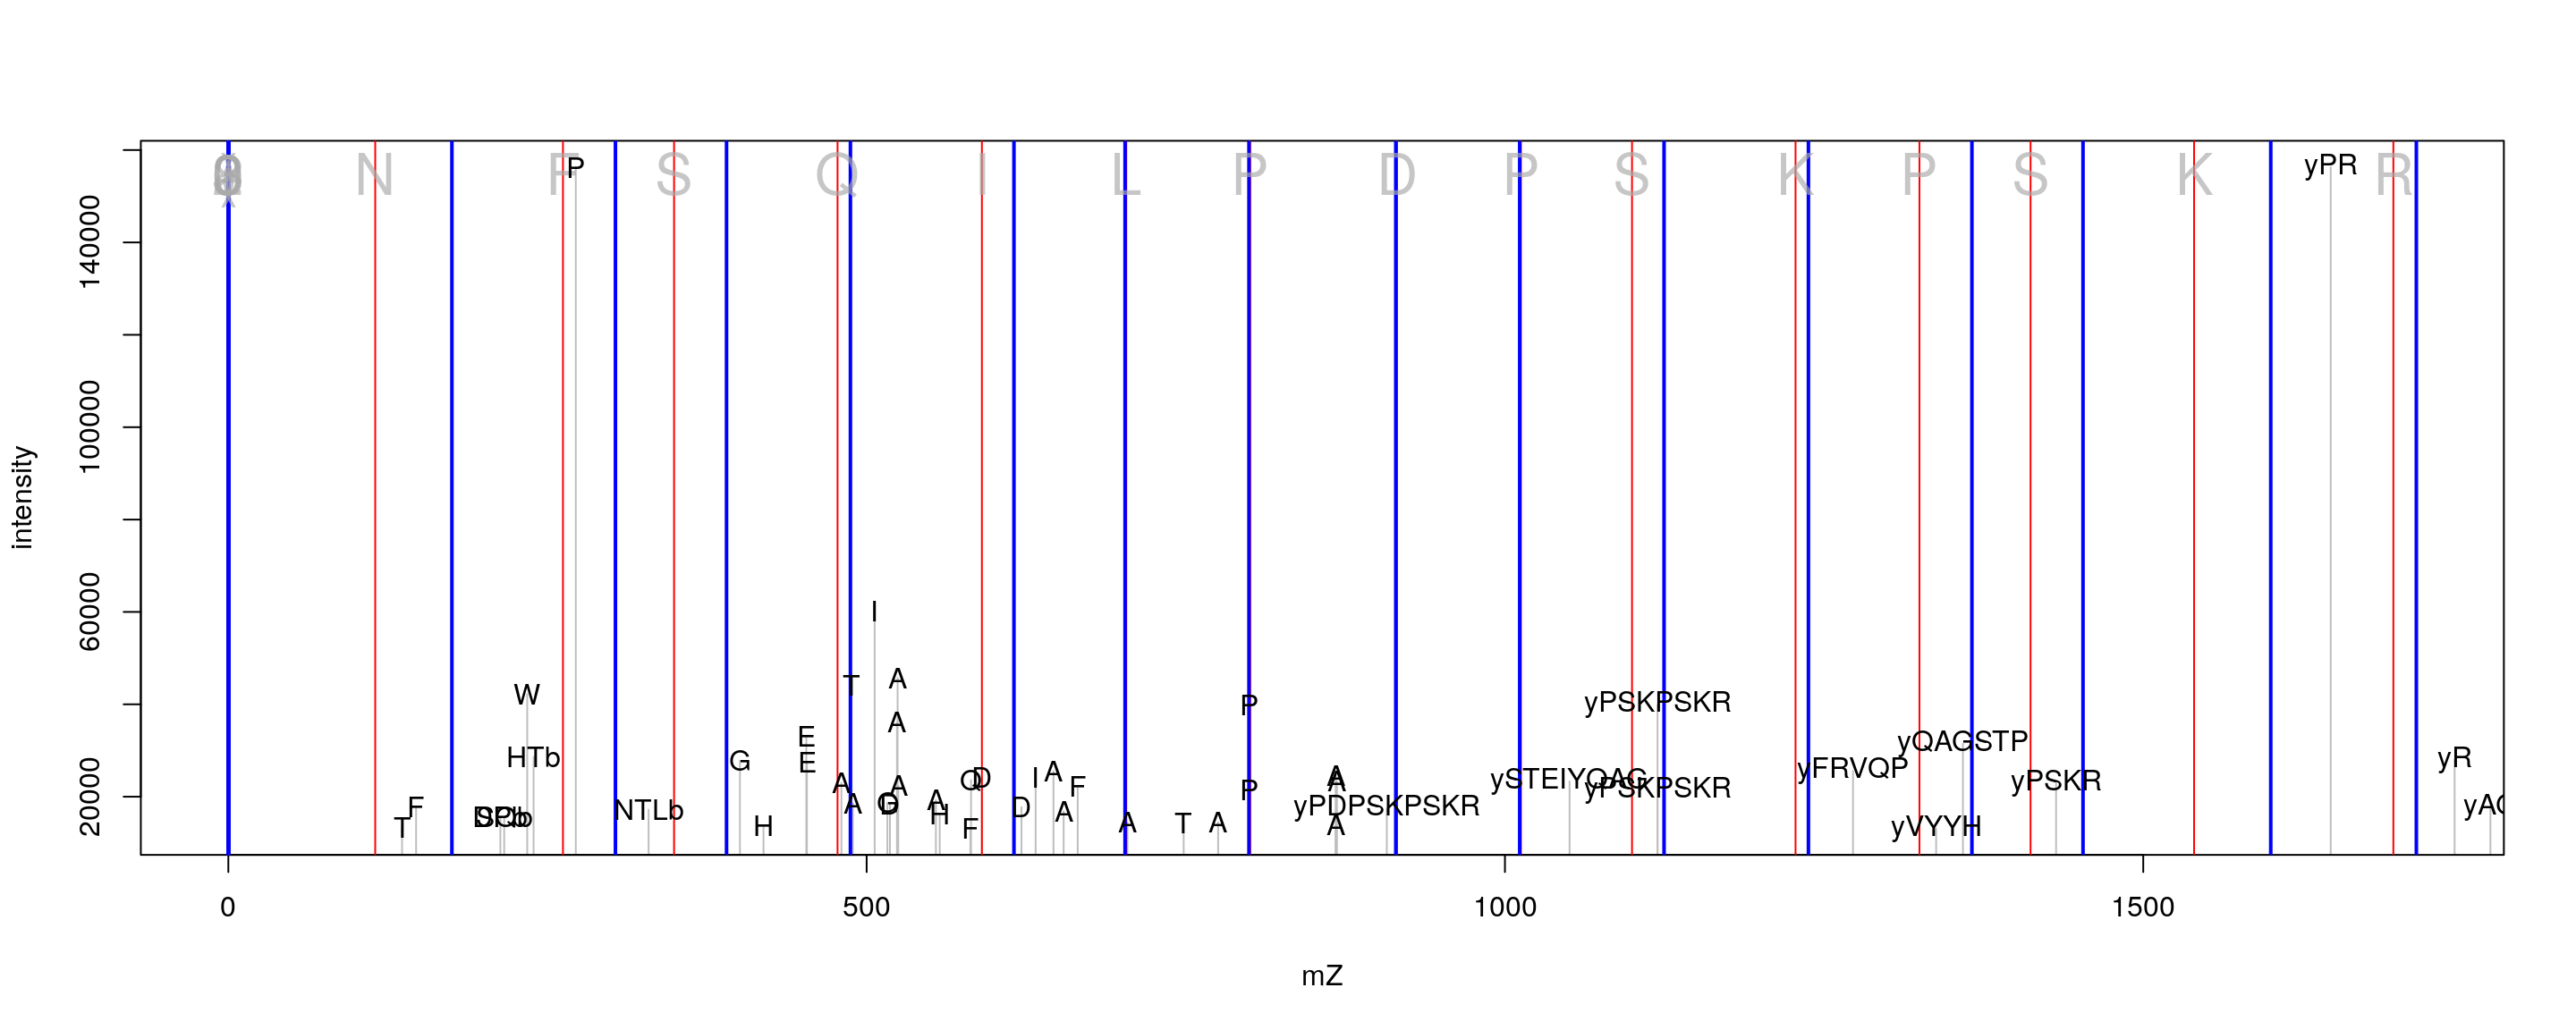 N F S Q I L P D P S K P S K R
P
yPR
I
T
A
A
W
HTb
E
E
G
P
P
yPSKPSKR
yQAGSTP
yR
yFRVQP
ySTEIYQAG
yPSKPSKR
yPSKR
A
A
Q
D
I
A
F
A
F
T
NTLb
H
A
H
F
D
A
A
T
A
A
yPDPSKPSKR
yVYYH
140000
100000
60000
20000
intensity
0 500 1000 1500
mZ